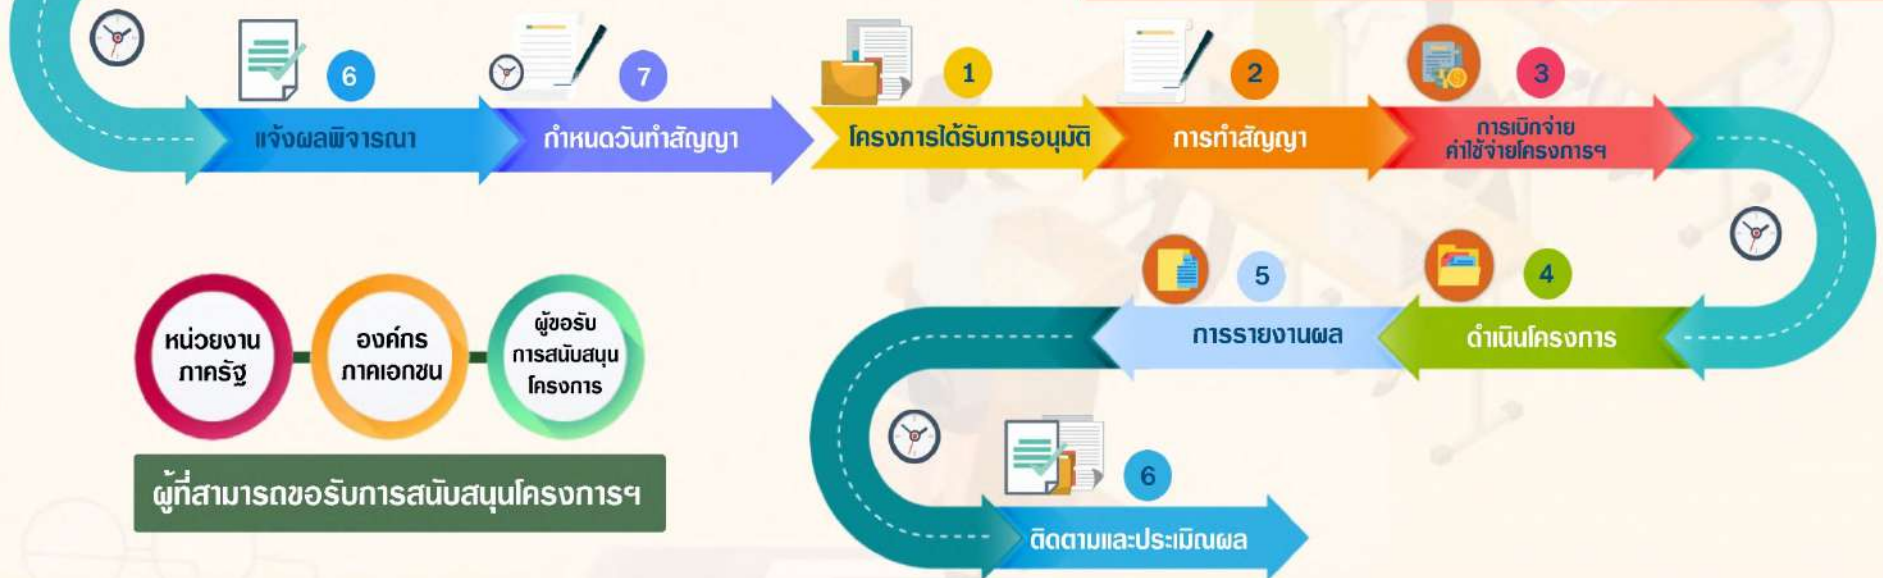 6
แจ้งผลพิจารณา
7
กำหนดวันทำสัญญา
1
โครงการได้รับการอนุมัติ
2
การทำสัญญา
3
การเบิกจ่าย
ค่าใช้จ่ายโครงการฯ
4
ดำเนินโครงการ
5
การรายงานผล
6
ติดตามและประเมิณผล
หน่วยงาน
ภาครัฐ
องค์กร
ภาคเอกชน
ผู้ขอรับ
การสนับสนุน
โครงการ
ผู้ที่สามารถขอรับการสนับสนุนโครงการฯ